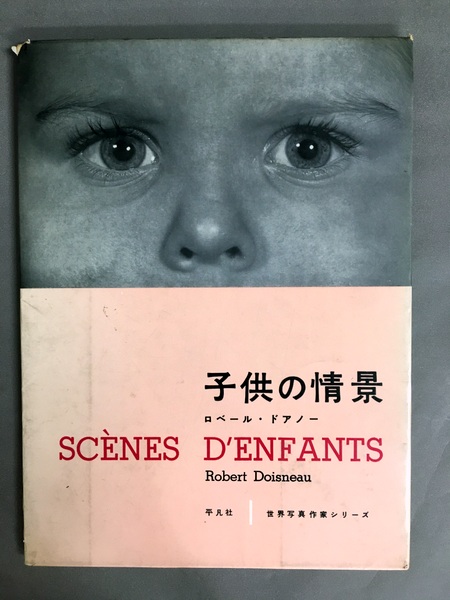 子供の情景
ロベール・ドアノー
SCÈNES D'ENFANTS
Robert Doisneau
平凡社 世界写真作家シリーズ